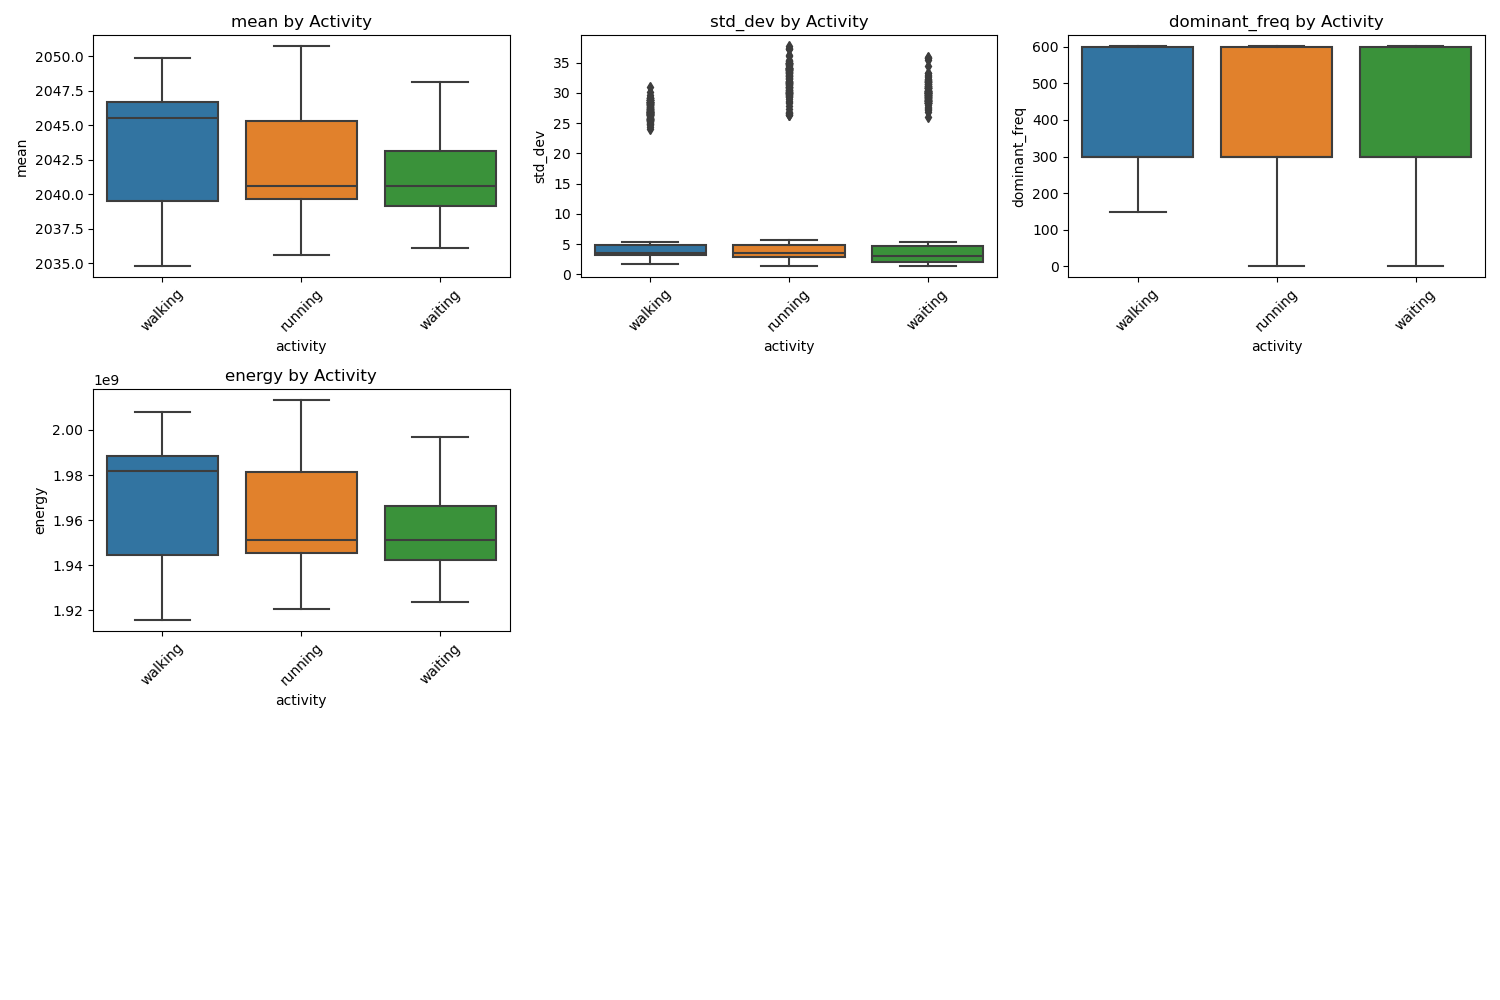 mean by Activity
2050.0
2047.5
2045.0
2042.5
2040.0
2037.5
2035.0
mean
walking
running
waiting
activity
std_dev by Activity
35
30
25
20
15
10
5
0
std_dev
walking
running
waiting
activity
dominant_freq by Activity
600
500
400
300
200
100
0
dominant_freq
walking
running
waiting
activity
energy by Activity
1e9
2.00
1.98
1.96
1.94
1.92
energy
walking
running
waiting
activity